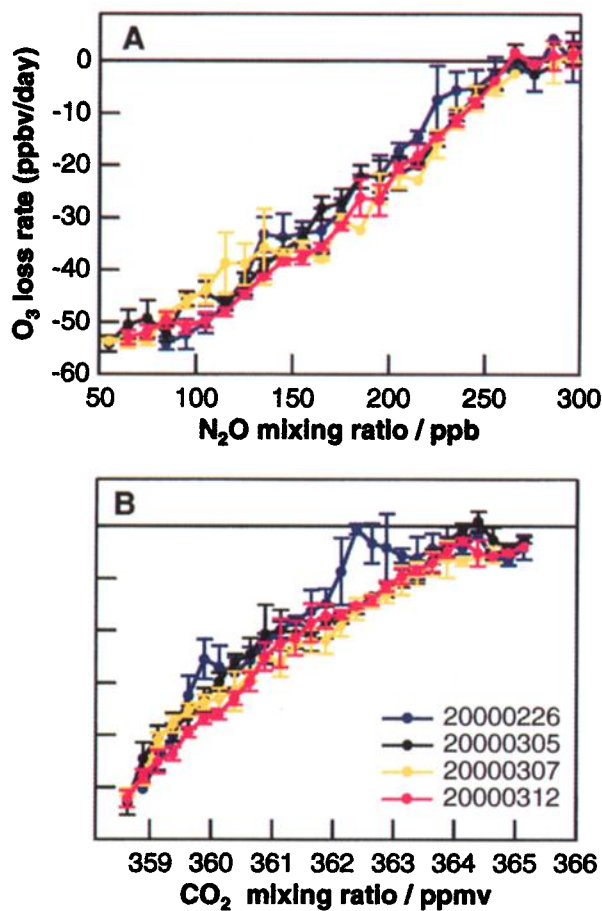 A
0
-10
-20
-30
-40
-50
-60
O₃ loss rate (ppbv/day)
50 100 150 200 250 300
N₂O mixing ratio / ppb
B
20000226
20000305
20000307
20000312
359 360 361 362 363 364 365 366
CO₂ mixing ratio / ppmv